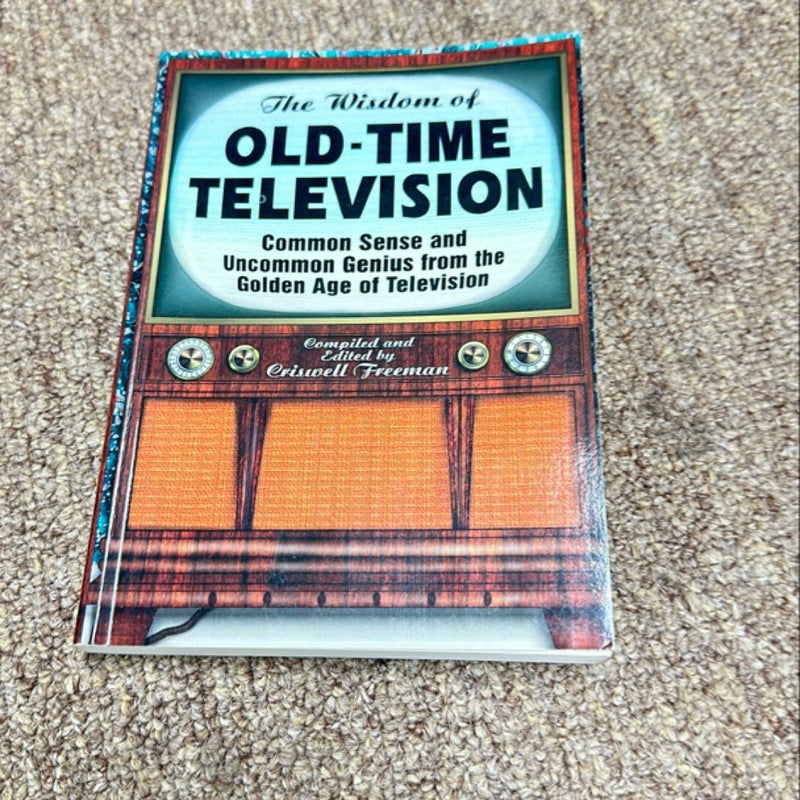 The Wisdom of
OLD-TIME
TELEVISION
Common Sense and
Uncommon Genius from the
Golden Age of Television
Compiled and
Edited by
Criswell Freeman